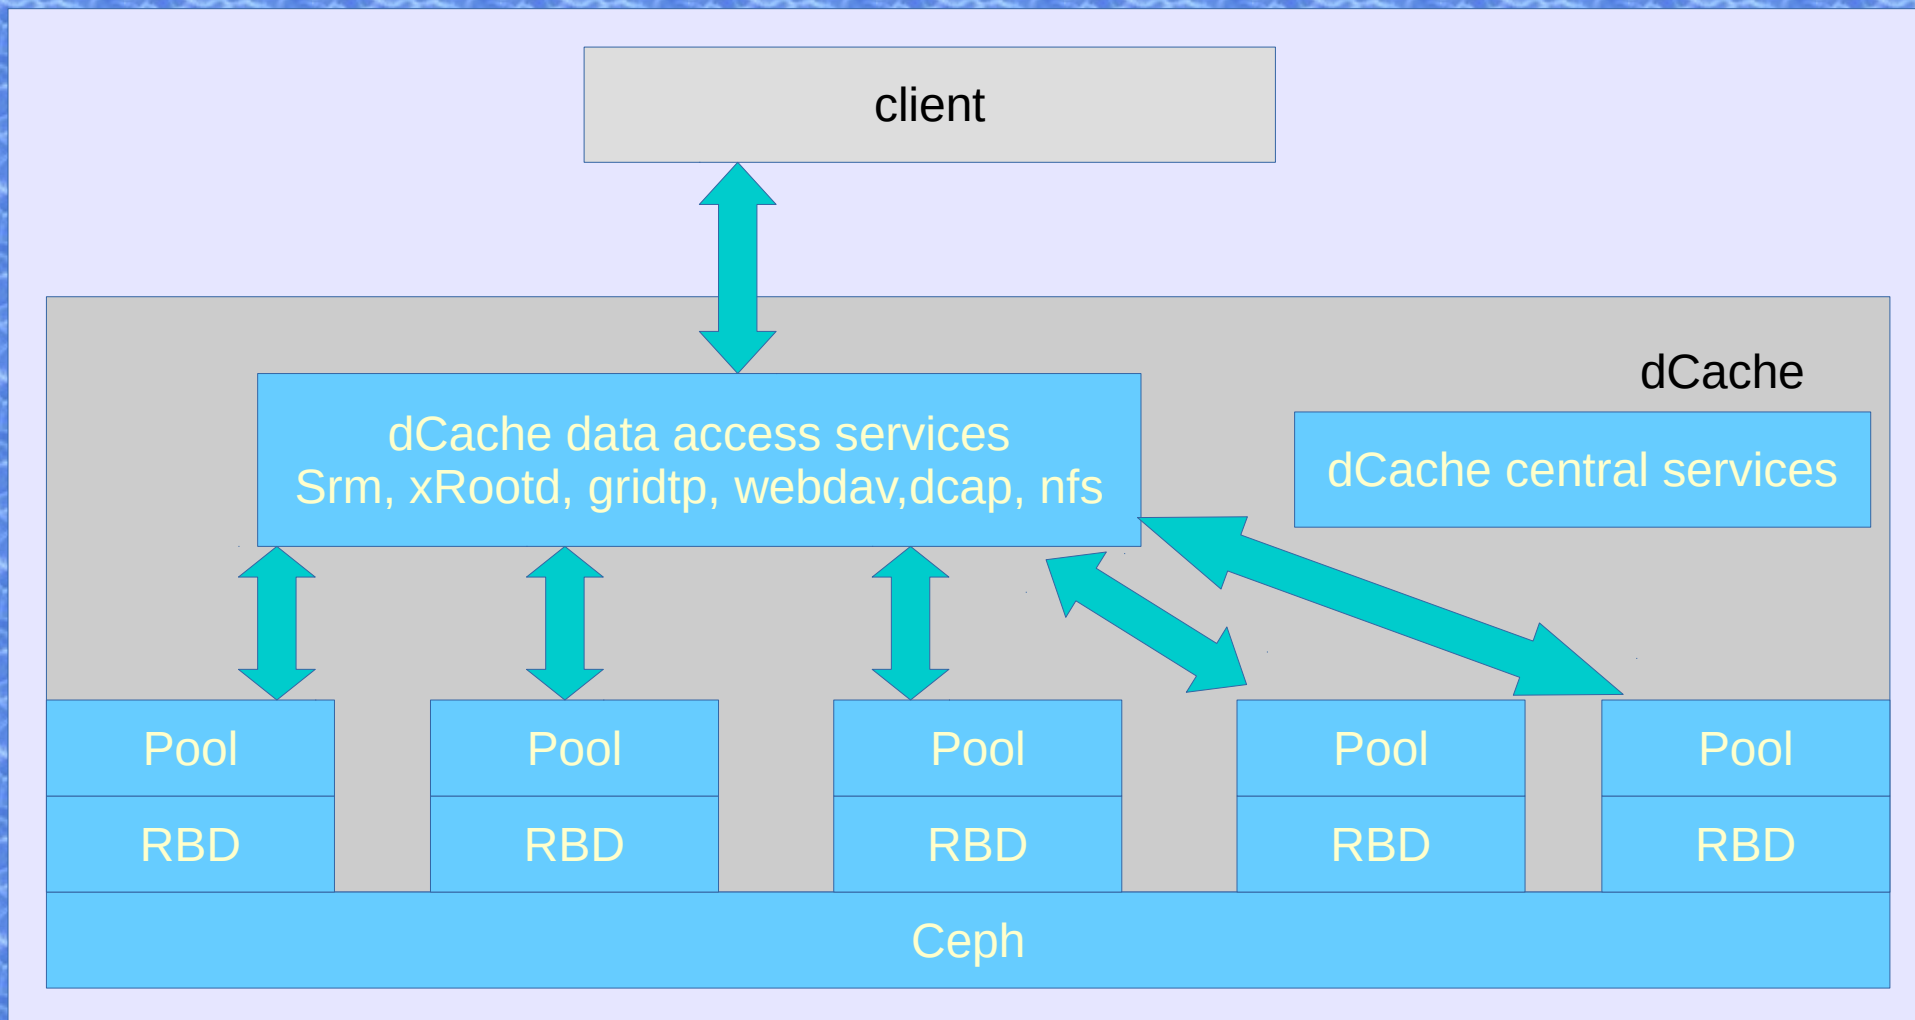 client
dCache
dCache data access services
Srm, xRootd, gridtp, webdav,dcap, nfs
dCache central services
Pool
Pool
Pool
Pool
Pool
RBD
RBD
RBD
RBD
RBD
Ceph